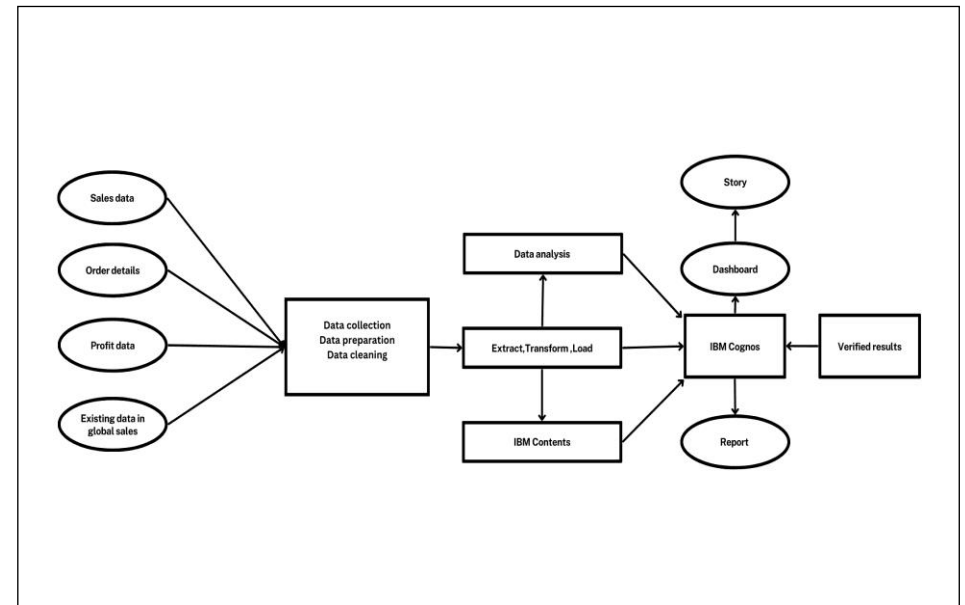 Sales data
Order details
Profit data
Existing data in
global sales
Data collection
Data preparation
Data cleaning
Data analysis
Extract,Transform ,Load
IBM Contents
Story
Dashboard
IBM Cognos
Report
Verified results